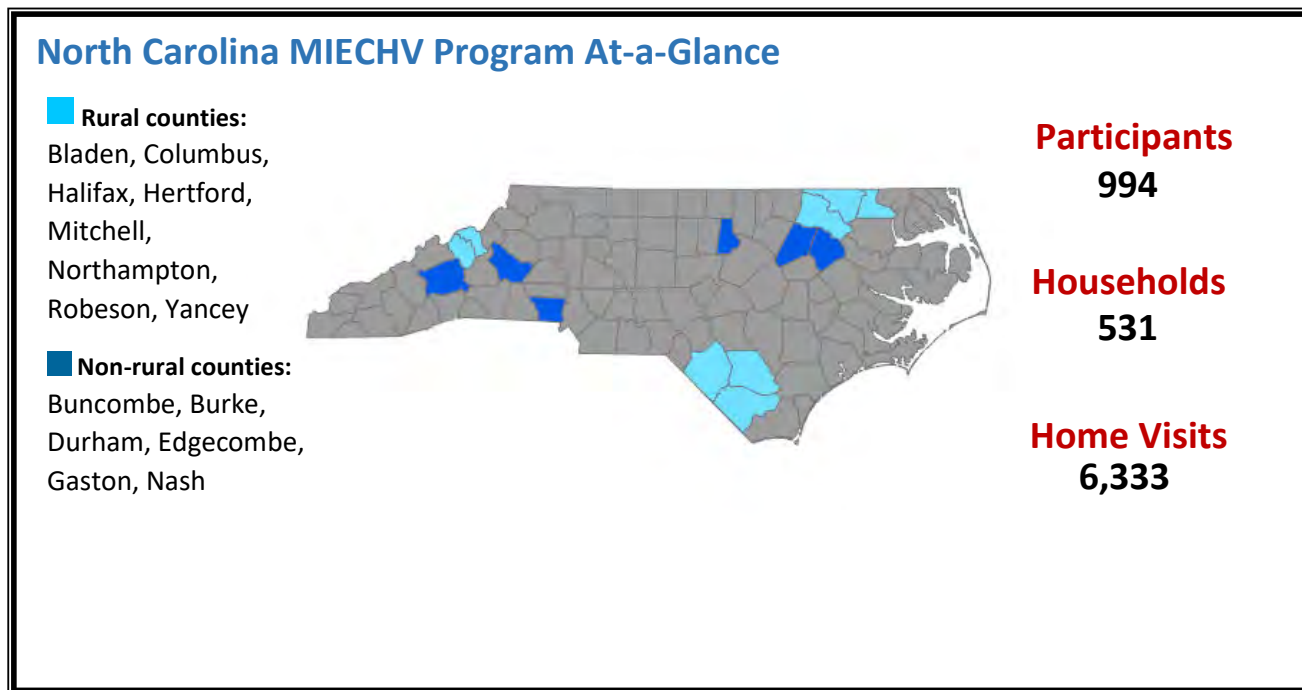 North Carolina MIECHV Program At-a-Glance
Rural counties:
Bladen, Columbus,
Halifax, Hertford,
Mitchell,
Northampton,
Robeson, Yancey
Non-rural counties:
Buncombe, Burke,
Durham, Edgecombe,
Gaston, Nash
Participants
994
Households
531
Home Visits
6,333